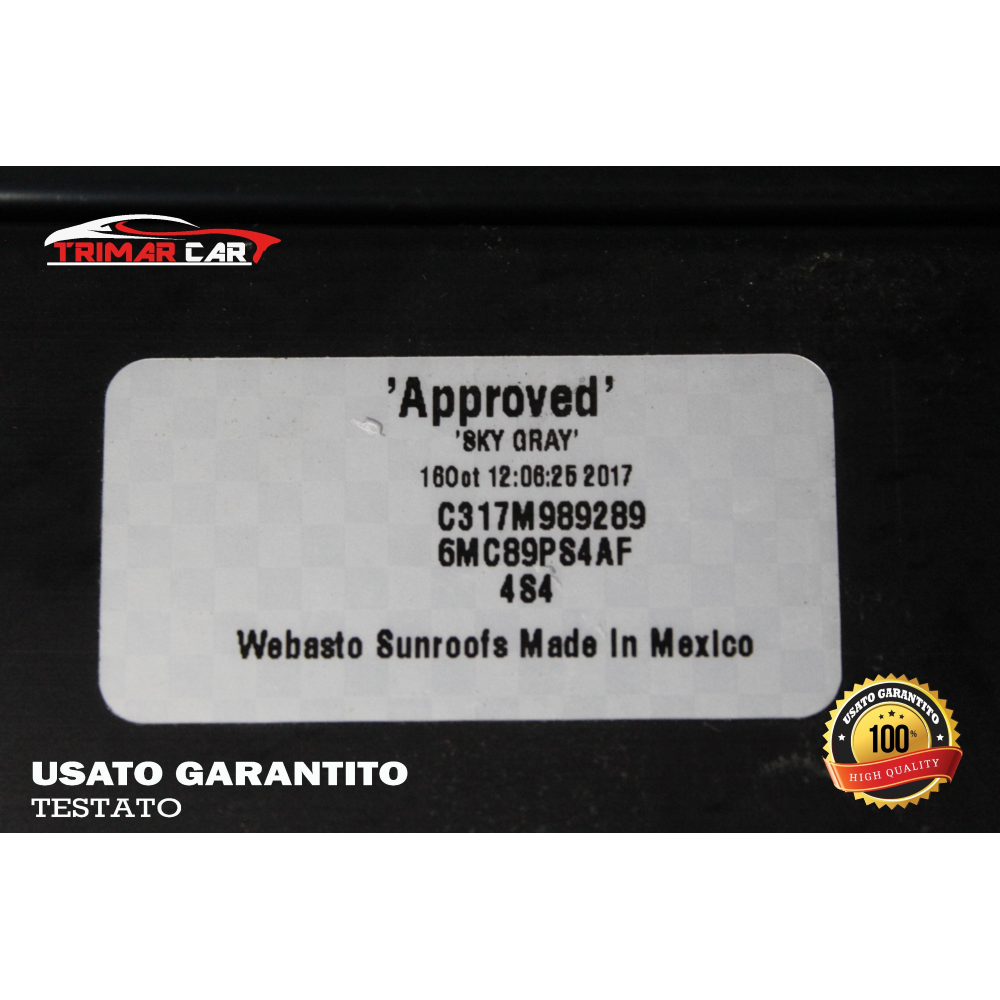 TRIMAR CAR
'Approved'
'SKY GRAY'
16Oct 12:06:25 2017
C317M989289
6MC89PS4AF
4S4
Webasto Sunroofs Made In Mexico
USATO GARANTITO
100%
HIGH QUALITY
USATO GARANTITO
TESTATO